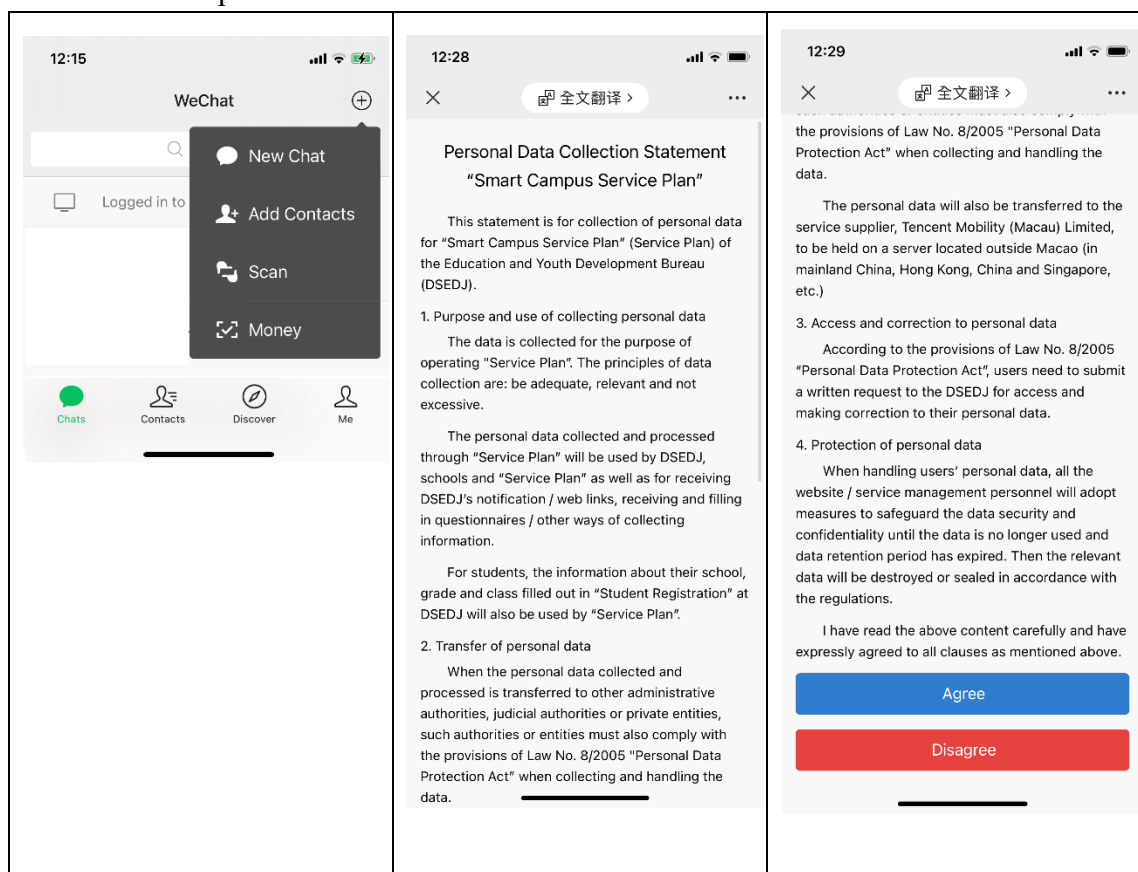 12:15
WeChat
New Chat
Logged in to
Add Contacts
Scan
Money
Chats
Contacts
Discover
Me
12:28
全文翻译 >
Personal Data Collection Statement
“Smart Campus Service Plan”
This statement is for collection of personal data
for “Smart Campus Service Plan” (Service Plan) of
the Education and Youth Development Bureau
(DSEDJ).
1. Purpose and use of collecting personal data
The data is collected for the purpose of
operating "Service Plan”. The principles of data
collection are: be adequate, relevant and not
excessive.
The personal data collected and processed
through “Service Plan” will be used by DSEDJ,
schools and “Service Plan” as well as for receiving
DSEDJ’s notification / web links, receiving and filling
in questionnaires / other ways of collecting
information.
For students, the information about their school,
grade and class filled out in “Student Registration” at
DSEDJ will also be used by “Service Plan”.
2. Transfer of personal data
When the personal data collected and
processed is transferred to other administrative
authorities, judicial authorities or private entities,
such authorities or entities must also comply with
the provisions of Law No. 8/2005 "Personal Data
Protection Act” when collecting and handling the
data.
12:29
全文翻译 >
such authorities or entities must also comply with
the provisions of Law No. 8/2005 "Personal Data
Protection Act” when collecting and handling the
data.
The personal data will also be transferred to the
service supplier, Tencent Mobility (Macau) Limited,
to be held on a server located outside Macao (in
mainland China, Hong Kong, China and Singapore,
etc.)
3. Access and correction to personal data
According to the provisions of Law No. 8/2005
“Personal Data Protection Act”, users need to submit
a written request to the DSEDJ for access and
making correction to their personal data.
4. Protection of personal data
When handling users’ personal data, all the
website / service management personnel will adopt
measures to safeguard the data security and
confidentiality until the data is no longer used and
data retention period has expired. Then the relevant
data will be destroyed or sealed in accordance with
the regulations.
I have read the above content carefully and have
expressly agreed to all clauses as mentioned above.
Agree
Disagree